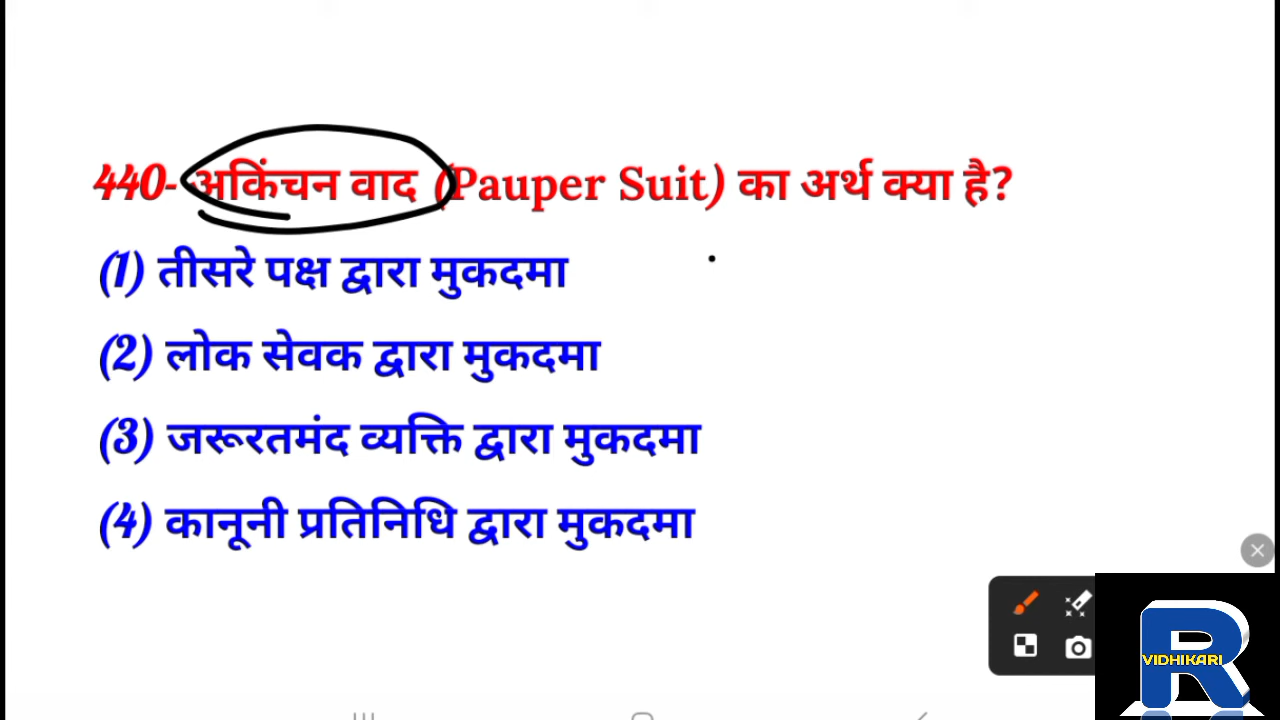 440- अकिंचन वाद (Pauper Suit) का अर्थ क्या है?
(1) तीसरे पक्ष द्वारा मुकदमा
(2) लोक सेवक द्वारा मुकदमा
(3) जरूरतमंद व्यक्ति द्वारा मुकदमा
(4) कानूनी प्रतिनिधि द्वारा मुकदमा
R
VIDHIKARI